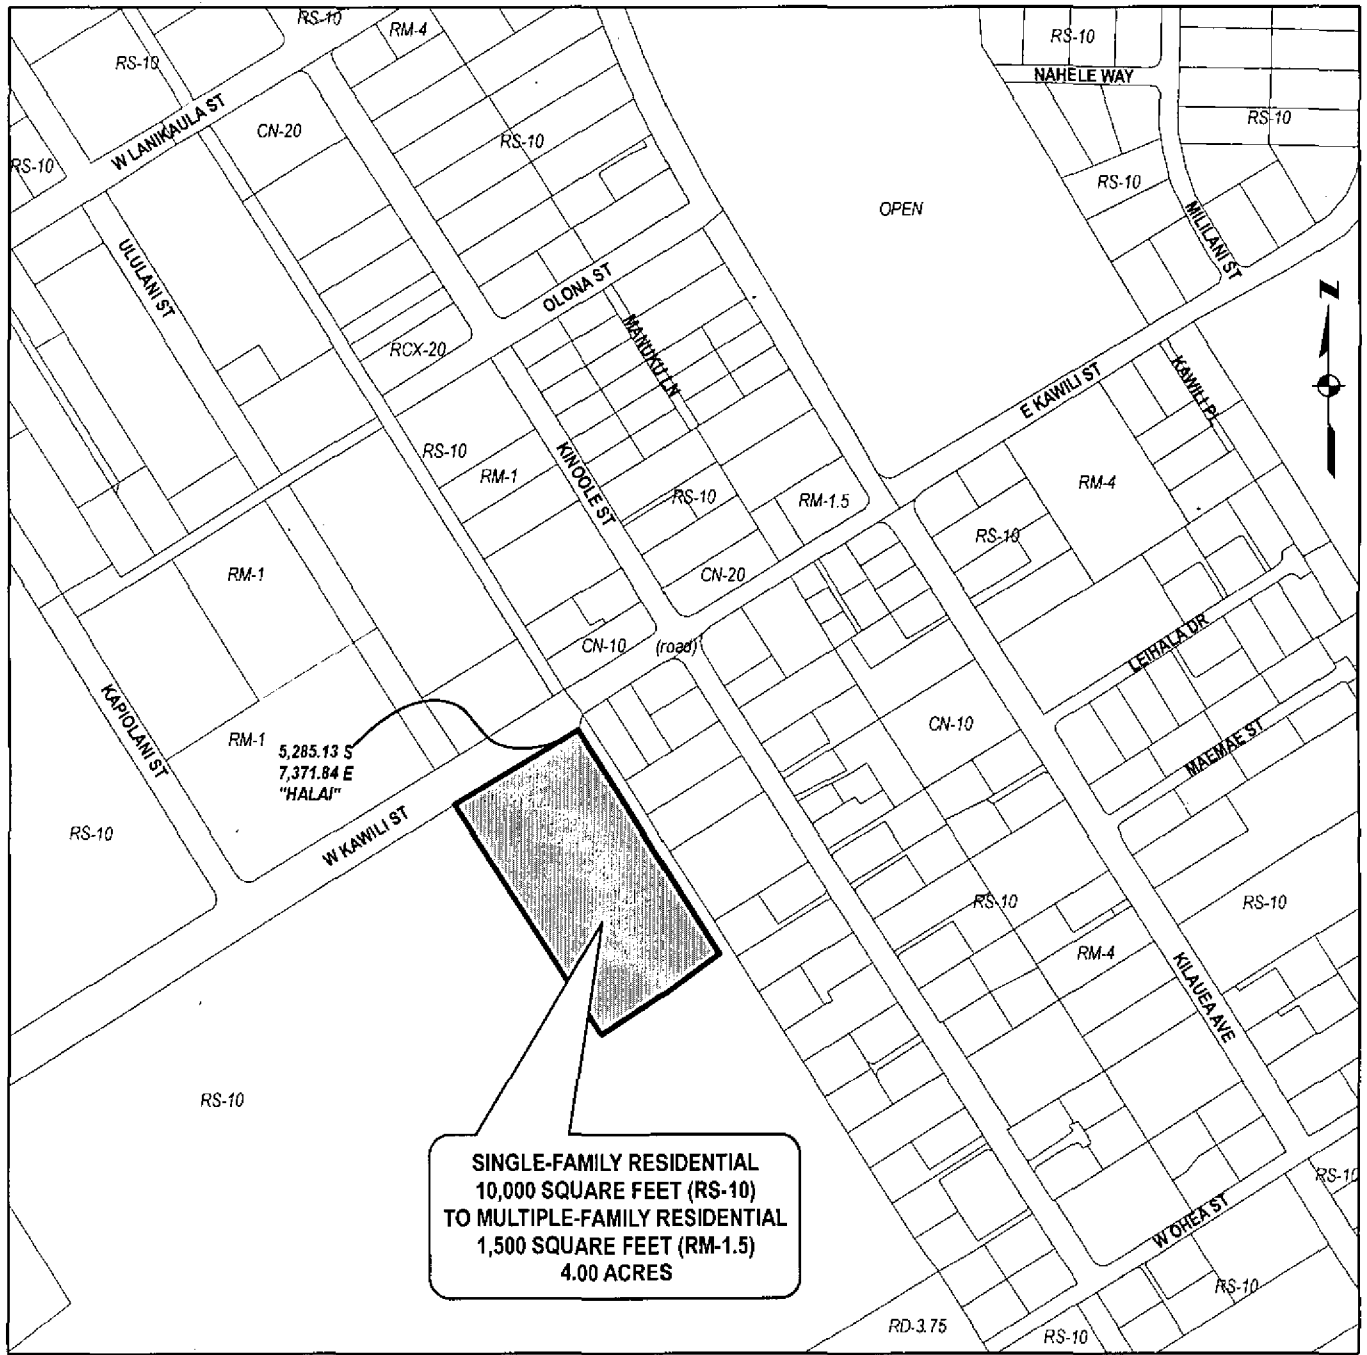 RS-10
RM-4
RS-10
RS-10
NAHELE WAY
W LANIKAULA ST
CN-20
RS-10
RS-10
RS-10
RS-10
OPEN
MILILANI ST
ULULANI ST
OLONA ST
Z
MANUKU LN
RCX-20
E KAWILI ST
KAWILI PL
RS-10
RM-1
KINOOLE ST
RS-10
RM-1.5
RM-4
RS-10
RM-1
CN-20
CN-10
(road)
LEIHALA DR
KAPIOLANI ST
RM-1
5,285.13 S
7,371.84 E
"HALAI"
CN-10
MAEMAE ST
RS-10
W KAWILI ST
RS-10
RS-10
RM-4
KILAUEA AVE
RS-10
SINGLE-FAMILY RESIDENTIAL
10,000 SQUARE FEET (RS-10)
TO MULTIPLE-FAMILY RESIDENTIAL
1,500 SQUARE FEET (RM-1.5)
4.00 ACRES
RS-10
W OHEA ST
RS-10
RD-3.75
RS-10